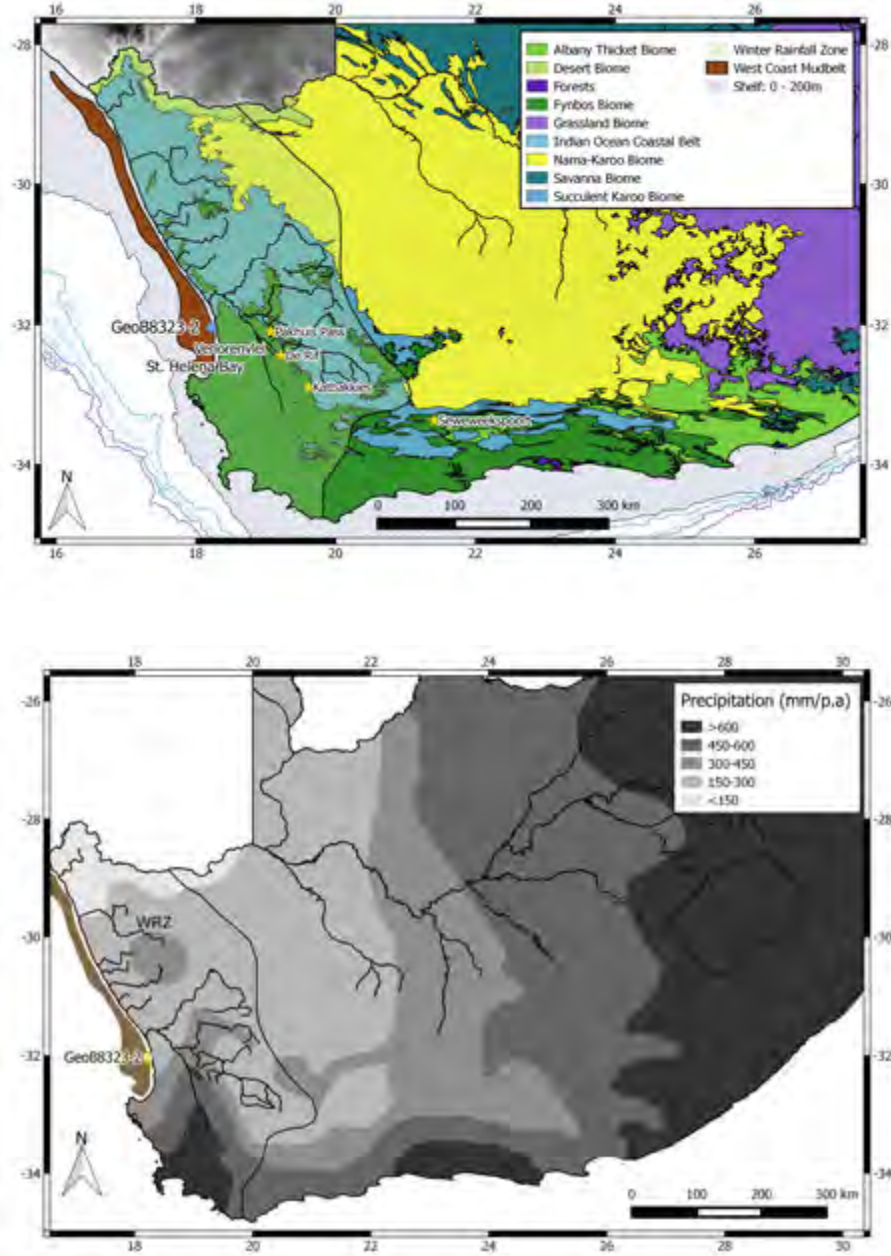 16 18 20 22 24 26
-28
Albany Thicket Biome
Desert Biome
Forests
Fynbos Biome
Grassland Biome
Indian Ocean Coastal Belt
Nama-Karoo Biome
Savanna Biome
Succulent Karoo Biome
Winter Rainfall Zone
West Coast Mudbelt
Shelf: 0 - 200m
-30 -30
-32 -32
GeoB8323-2
Pakhuis Pass
Verlorenvlei
De Rif
St. Helena Bay
Katbakkies
Seweweekspoort
-34 -34
N
0 100 200 300 km
16 18 20 22 24 26
18 20 22 24 26 28 30
-26 -26
Precipitation (mm/p.a)
>600
450-600
300-450
150-300
<150
-28 -28
WRZ
-30 -30
GeoB8323-2
-32 -32
N
-34 -34
0 100 200 300 km
18 20 22 24 26 28 30